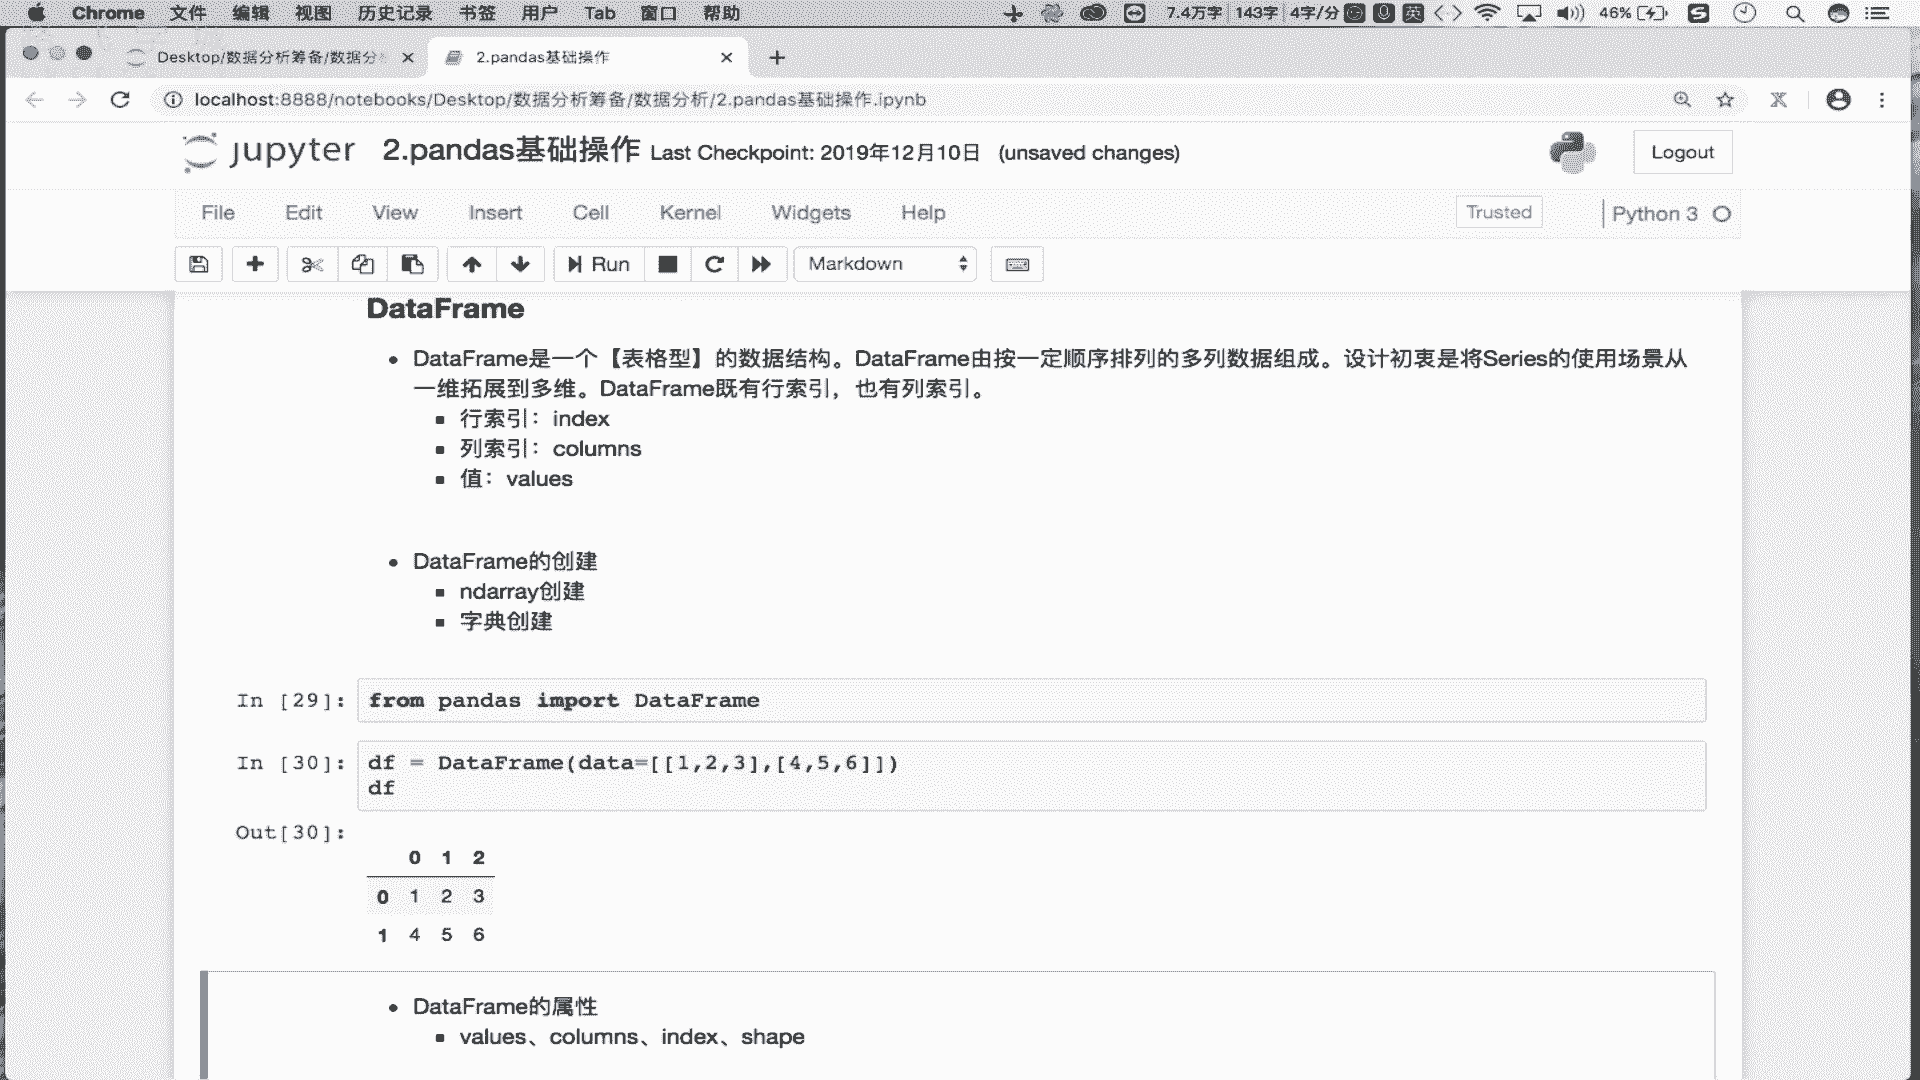 Chrome 文件 编辑 视图 历史记录 书签 用户 Tab 窗口 帮助 7.4万字 143字 4字/分 英 46%
Desktop/数据分析筹备/数据分 2.pandas基础操作
localhost:8888/notebooks/Desktop/数据分析筹备/数据分析/2.pandas基础操作.ipynb
jupyter 2.pandas基础操作 Last Checkpoint: 2019年12月10日 (unsaved changes) Logout
File Edit View Insert Cell Kernel Widgets Help Trusted Python 3
Run Markdown
DataFrame
DataFrame是一个【表格型】的数据结构。DataFrame由按一定顺序排列的多列数据组成。设计初衷是将Series的使用场景从
一维拓展到多维。DataFrame既有行索引，也有列索引。
行索引：index
列索引：columns
值：values
DataFrame的创建
ndarray创建
字典创建
In [29]: from pandas import DataFrame
In [30]: df = DataFrame(data=[[1,2,3],[4,5,6]])
df
Out[30]:
0 1 2
0 1 2 3
1 4 5 6
DataFrame的属性
values、columns、index、shape